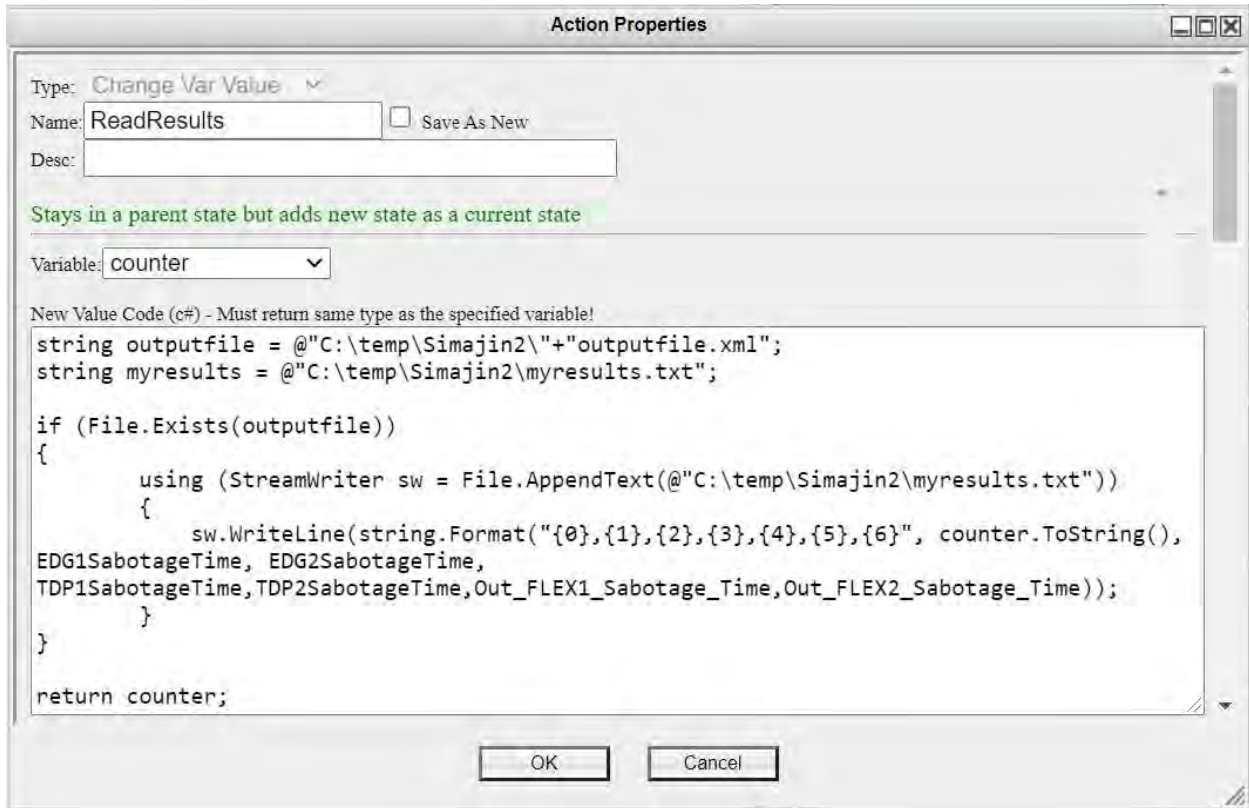 Action Properties
Type: Change Var Value
Name: ReadResults Save As New
Desc:
Stays in a parent state but adds new state as a current state
Variable: counter
New Value Code (c#) - Must return same type as the specified variable!
string outputfile = @"C:\temp\Simajin2\"+"outputfile.xml";
string myresults = @"C:\temp\Simajin2\myresults.txt";
if (File.Exists(outputfile))
{
using (StreamWriter sw = File.AppendText(@"C:\temp\Simajin2\myresults.txt"))
{
sw.WriteLine(string.Format("{0},{1},{2},{3},{4},{5},{6}", counter.ToString(),
EDG1SabotageTime, EDG2SabotageTime,
TDP1SabotageTime,TDP2SabotageTime,Out_FLEX1_Sabotage_Time,Out_FLEX2_Sabotage_Time));
}
}
return counter;
OK Cancel